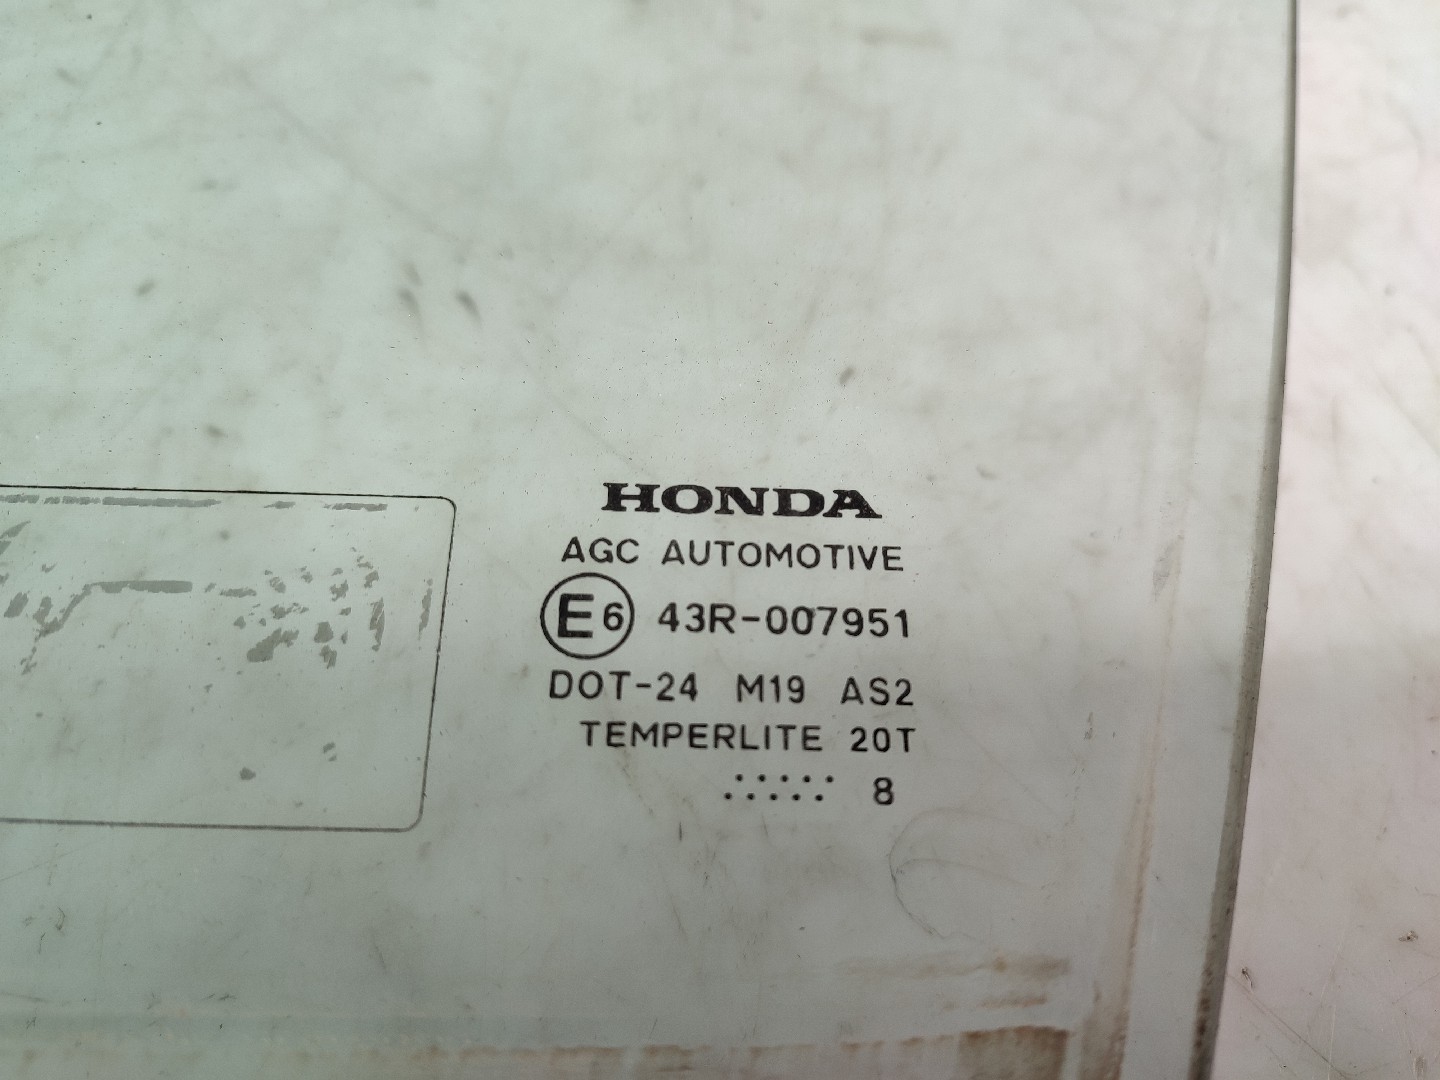 HONDA
AGC AUTOMOTIVE
E6 43R-007951
DOT-24 M19 AS2
TEMPERLITE 20T
8